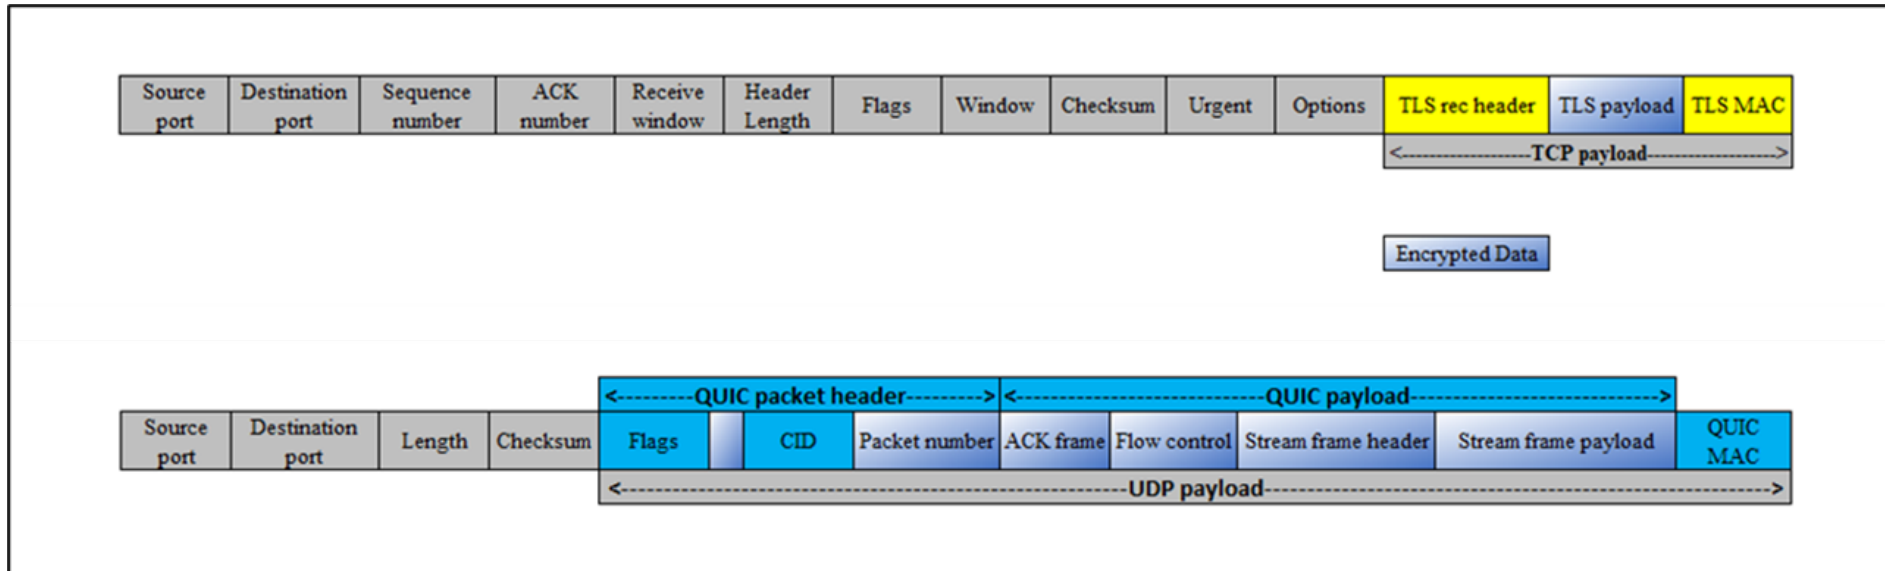 Source port
Destination port
Sequence number
ACK number
Receive window
Header Length
Flags
Window
Checksum
Urgent
Options
TLS rec header
TLS payload
TLS MAC
<--------------------TCP payload-------------------->
Encrypted Data
<---------QUIC packet header--------->
<--------------------------QUIC payload-------------------------->
Source port
Destination port
Length
Checksum
Flags
CID
Packet number
ACK frame
Flow control
Stream frame header
Stream frame payload
QUIC MAC
<----------------------------------------------------UDP payload---------------------------------------------------->